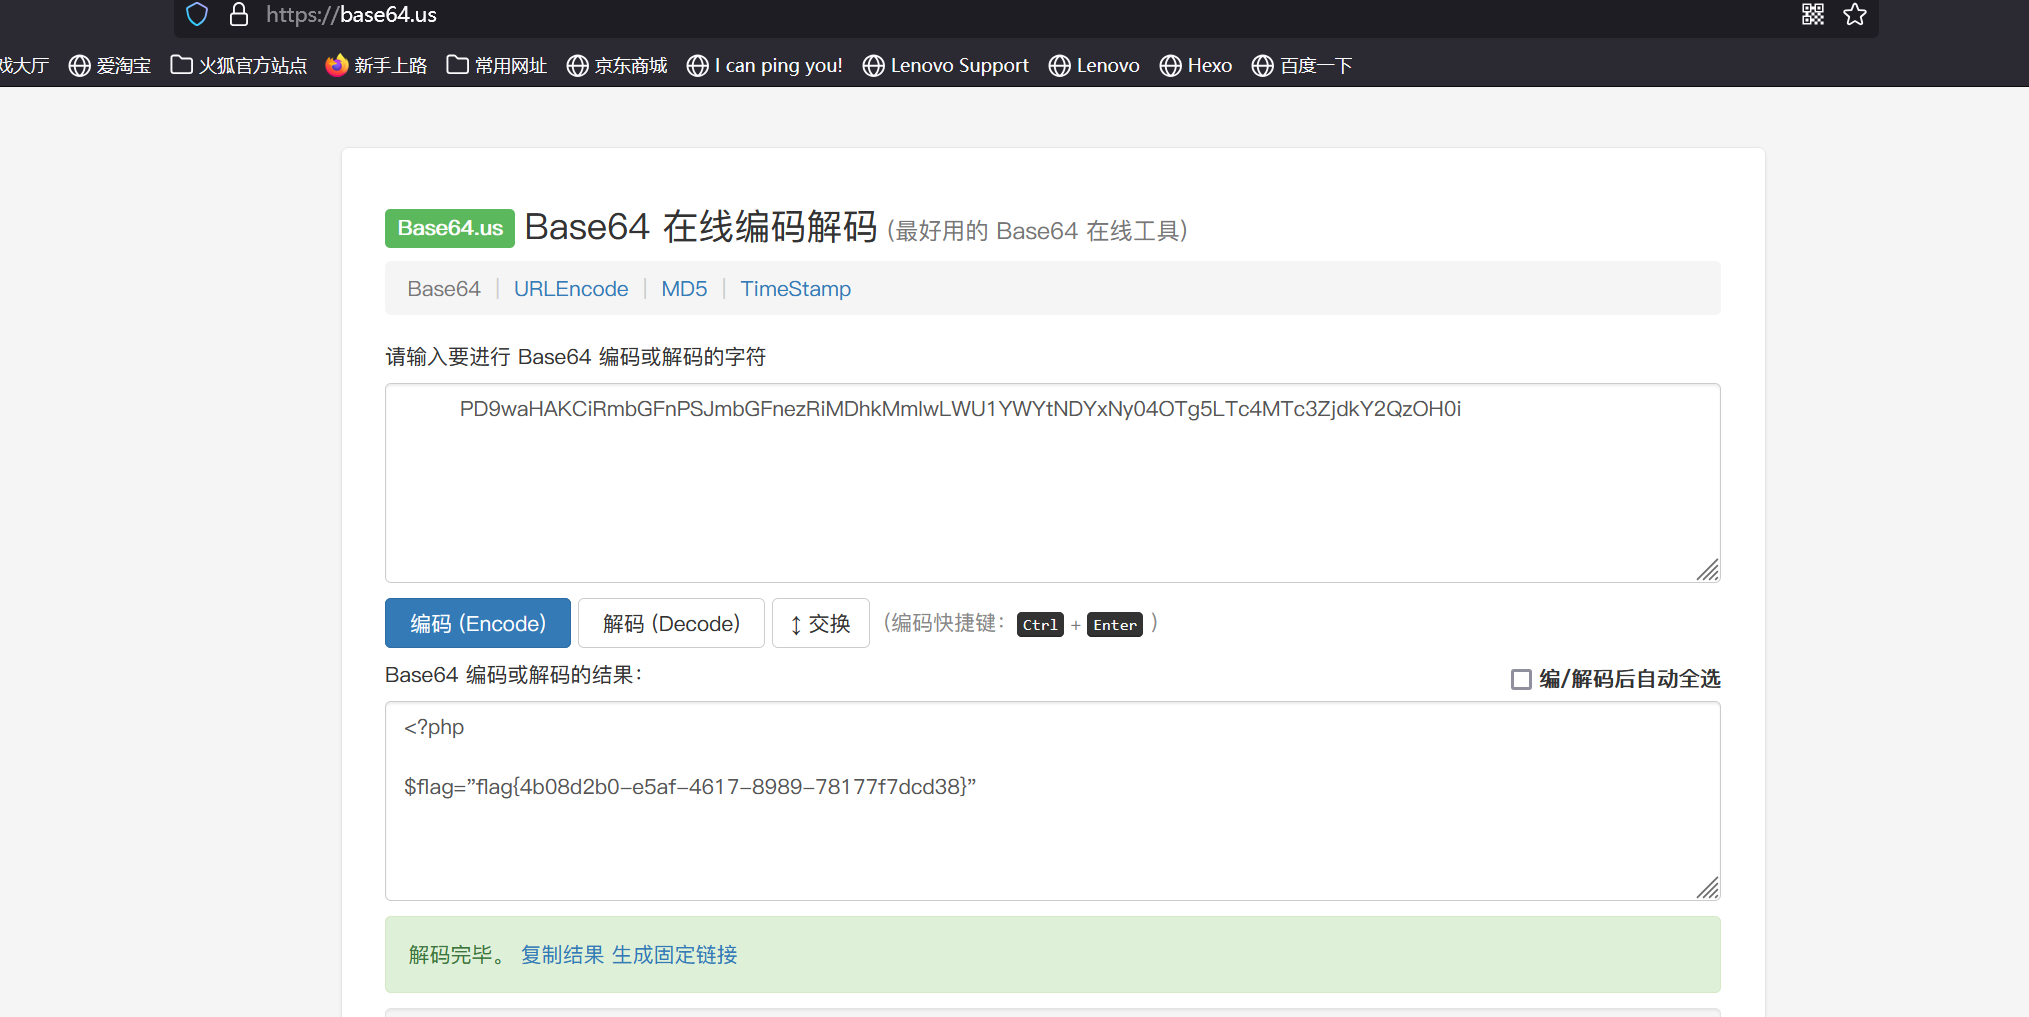 https://base64.us
戏大厅 爱淘宝 火狐官方站点 新手上路 常用网址 京东商城 I can ping you! Lenovo Support Lenovo Hexo 百度一下
Base64.us Base64 在线编码解码 (最好用的 Base64 在线工具)
Base64 | URLEncode | MD5 | TimeStamp
请输入要进行 Base64 编码或解码的字符
PD9waHAKCiRmbGFnPSJmbGFnezRiMDhkMmIwLWU1YWYtNDYxNy04OTg5LTc4MTc3ZjdkY2QzOH0i
编码 (Encode) 解码 (Decode) ↕ 交换 (编码快捷键: Ctrl + Enter )
Base64 编码或解码的结果:
编/解码后自动全选
<?php
$flag="flag{4b08d2b0-e5af-4617-8989-78177f7dcd38}"
解码完毕。 复制结果 生成固定链接